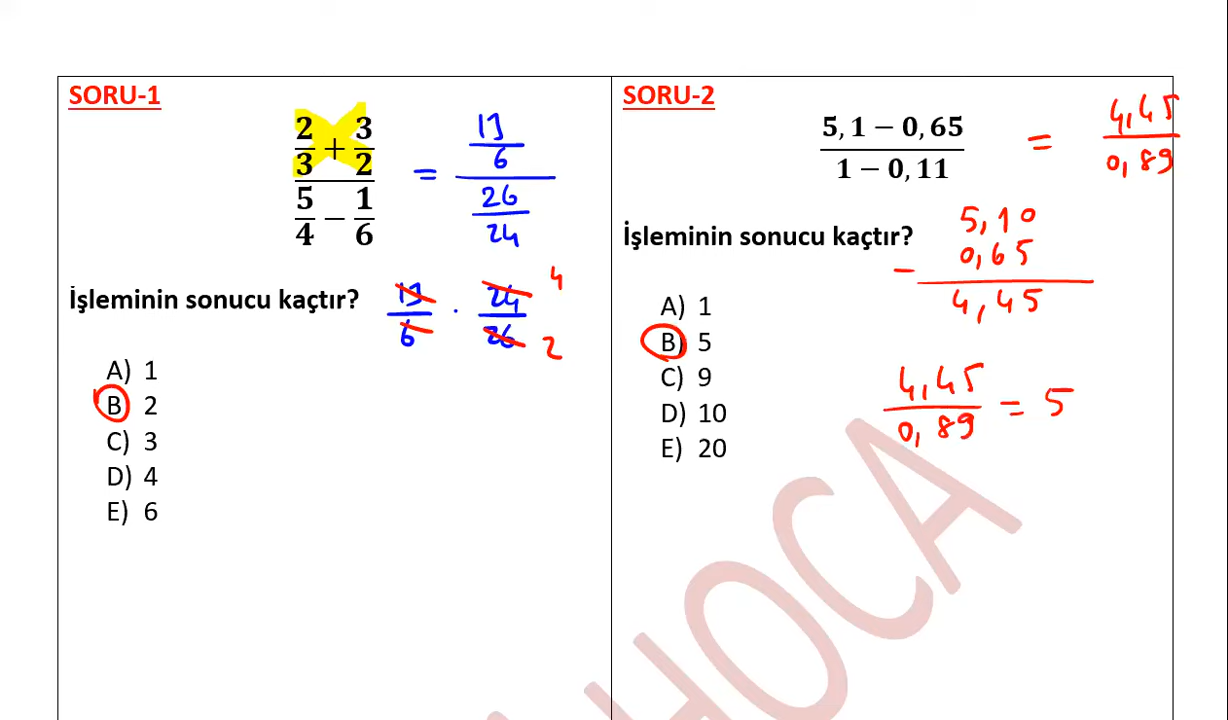 SORU-1
2/3 + 3/2
5/4 − 1/6
= 13/6
26/24
İşleminin sonucu kaçtır?
13/6 · 24/26
4
2
A) 1
B) 2
C) 3
D) 4
E) 6
SORU-2
5,1 − 0,65
1 − 0,11
= 4,45
0,89
İşleminin sonucu kaçtır?
5,10
0,65
−
4,45
A) 1
B) 5
C) 9
D) 10
E) 20
4,45
0,89
= 5
HOCA